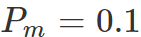 P_m = 0.1